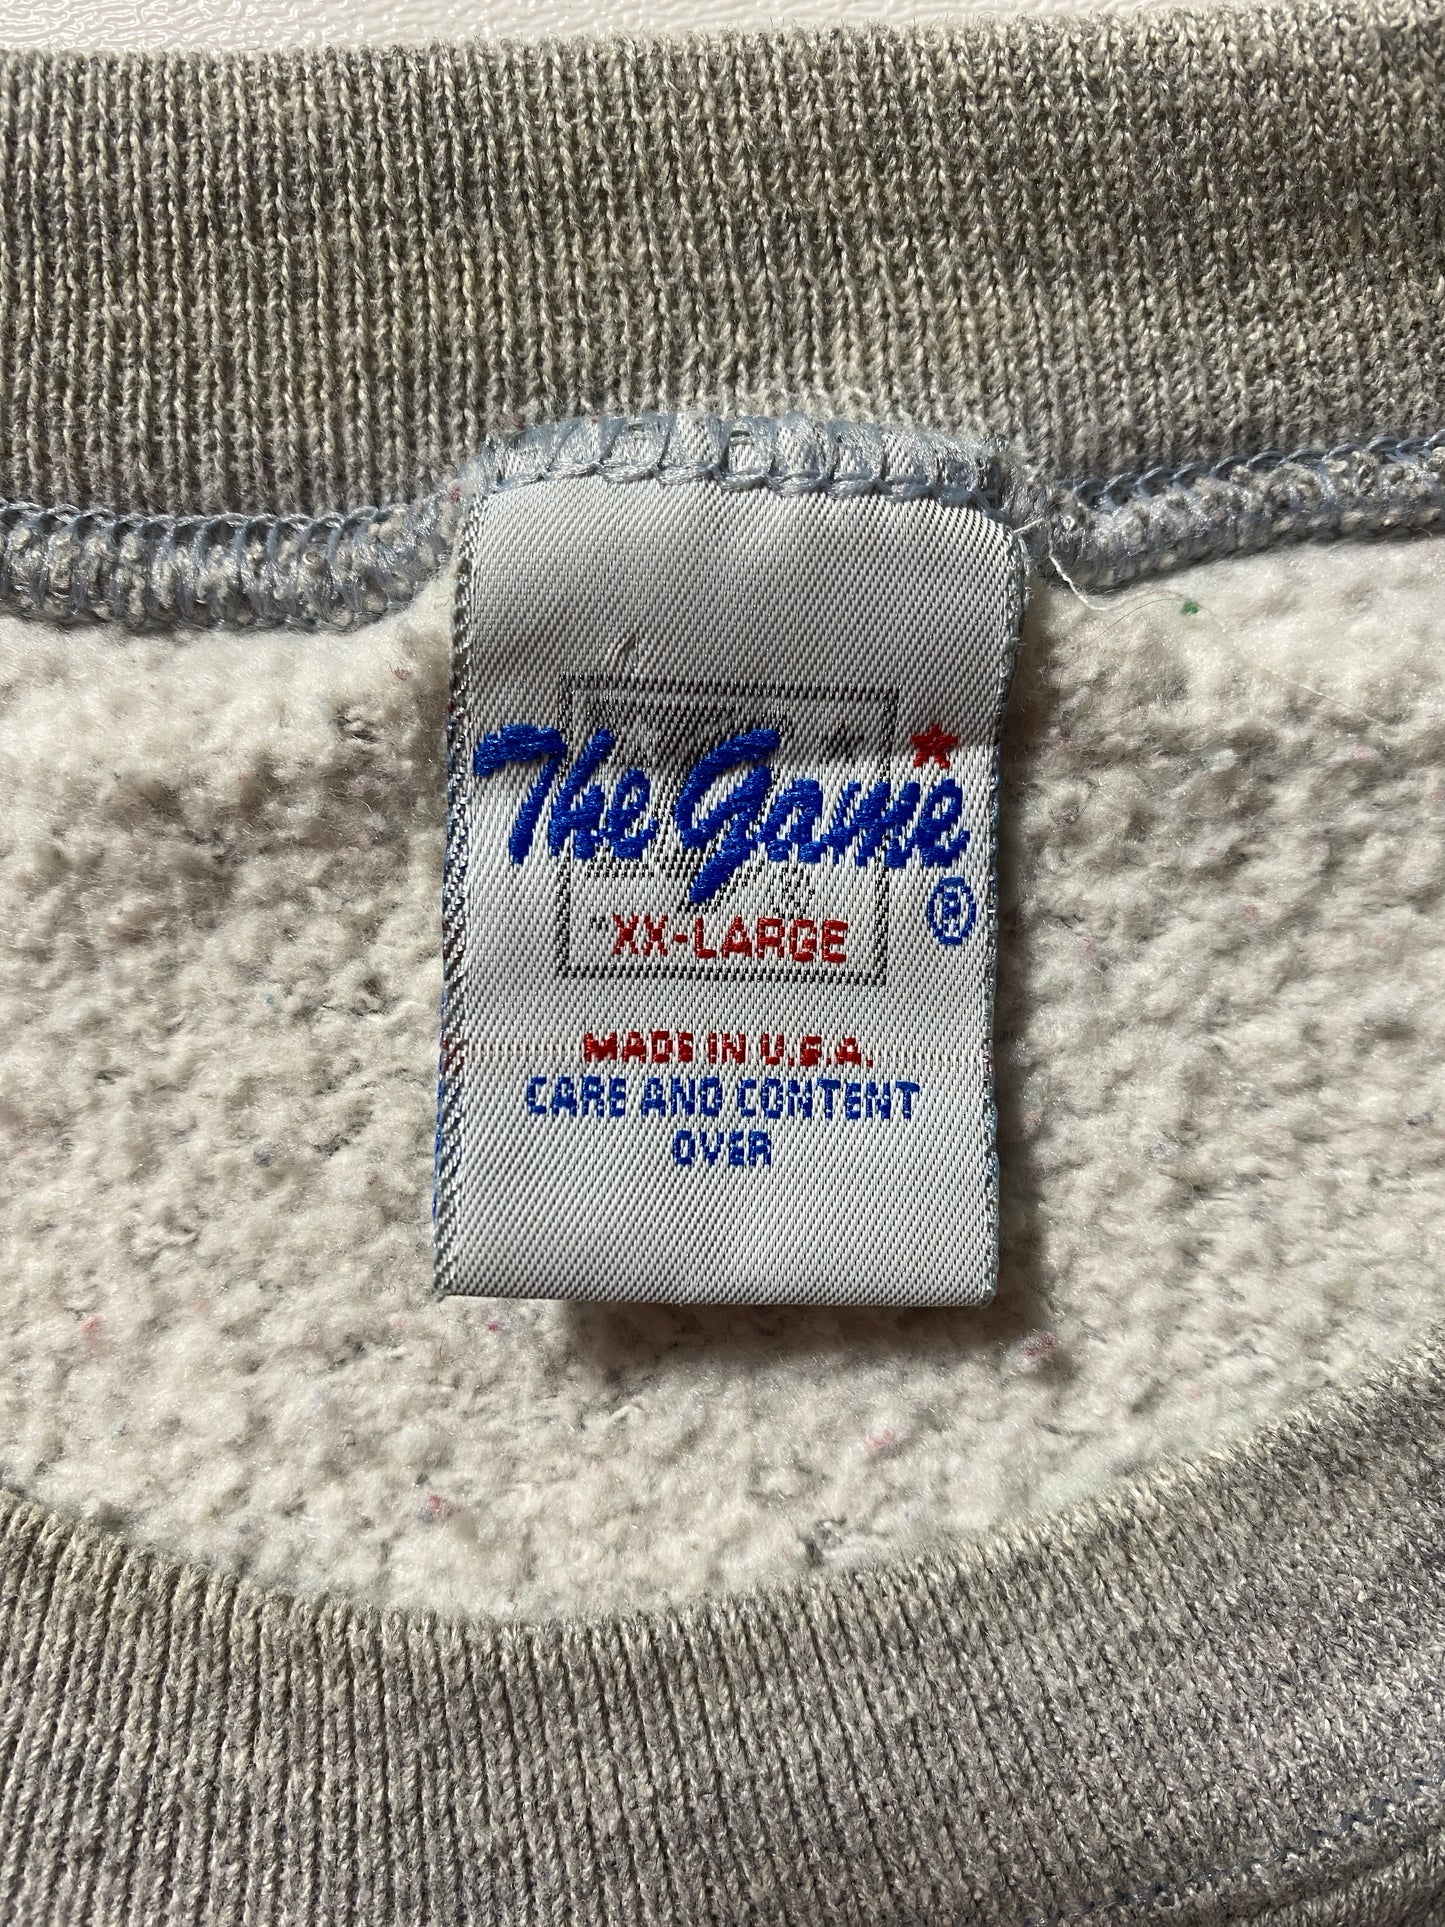 The Game ®
XX-LARGE
MADE IN U.S.A.
CARE AND CONTENT
OVER